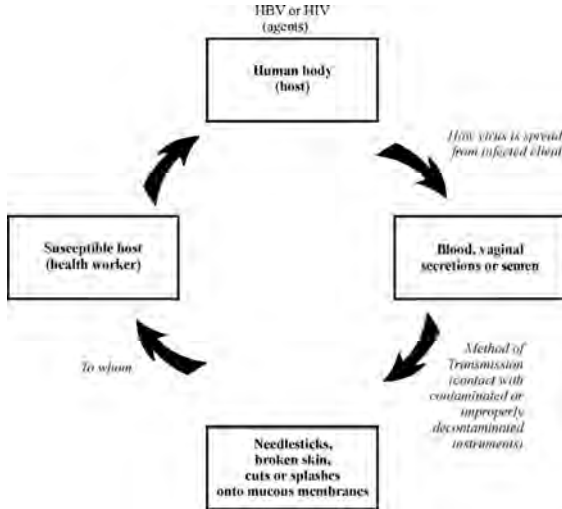 HBV or HIV
(agents)
Human body
(host)
How virus is spread
from infected client
Susceptible host
(health worker)
Blood, vaginal
secretions or semen
To whom
Method of
Transmission
(contact with
contaminated or
improperly
decontaminated
instruments)
Needlesticks,
broken skin,
cuts or splashes
onto mucous membranes